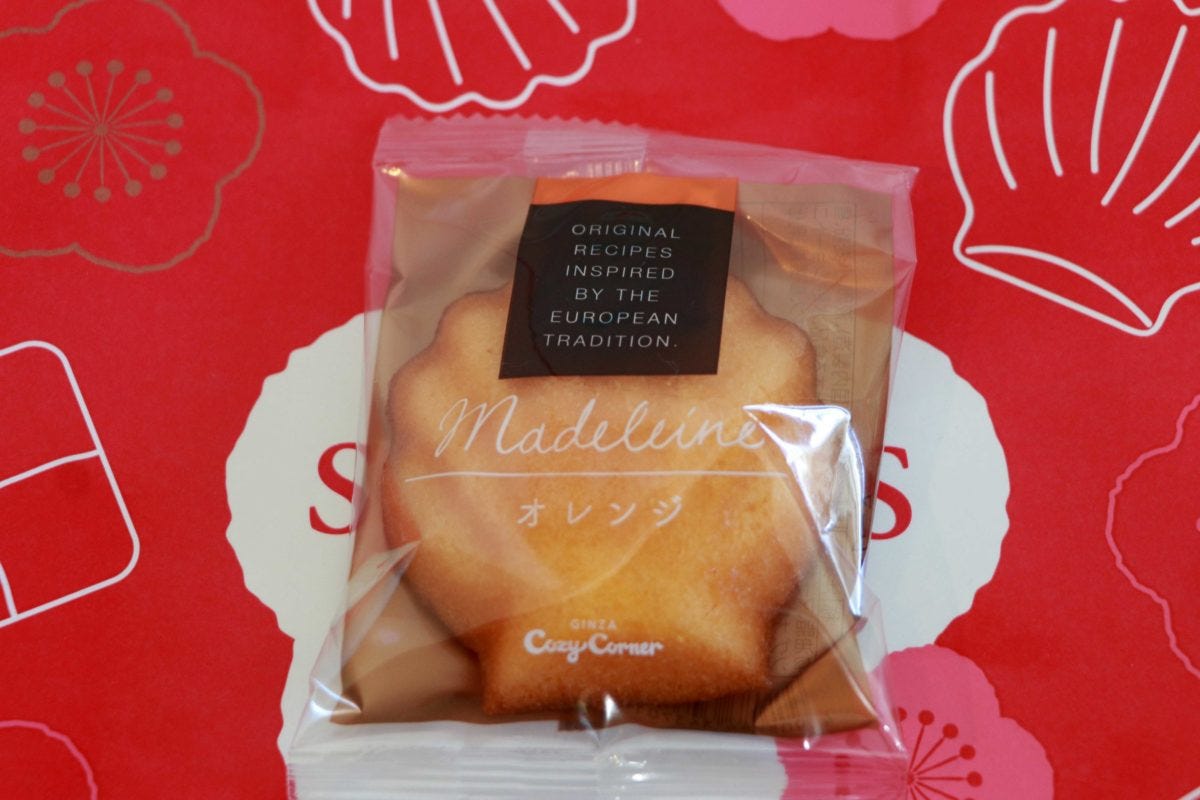 ORIGINAL
RECIPES
INSPIRED
BY THE
EUROPEAN
TRADITION.
Madeleine
オレンジ
GINZA
Cozy Corner
S
S